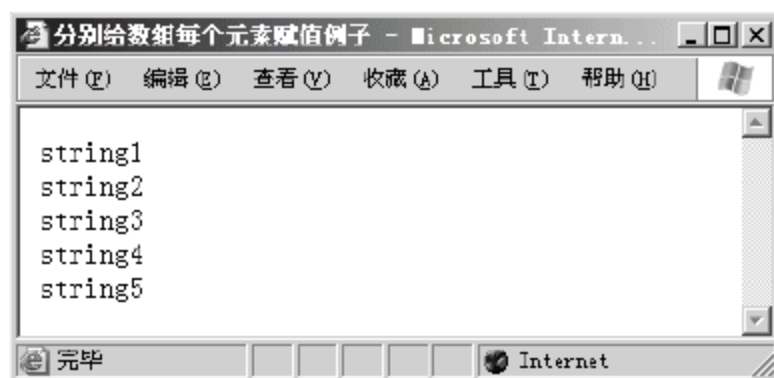 分别给数组每个元素赋值例子 - Microsoft Intern...
文件(F) 编辑(E) 查看(V) 收藏(A) 工具(T) 帮助(H)
string1
string2
string3
string4
string5
完毕 Internet